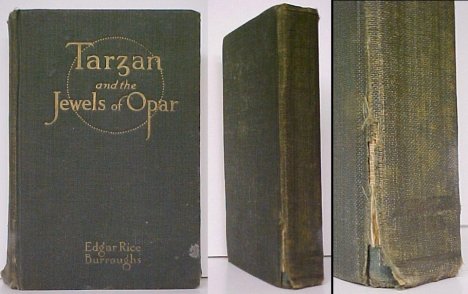 Tarzan
and the
Jewels of Opar
Edgar Rice
Burroughs